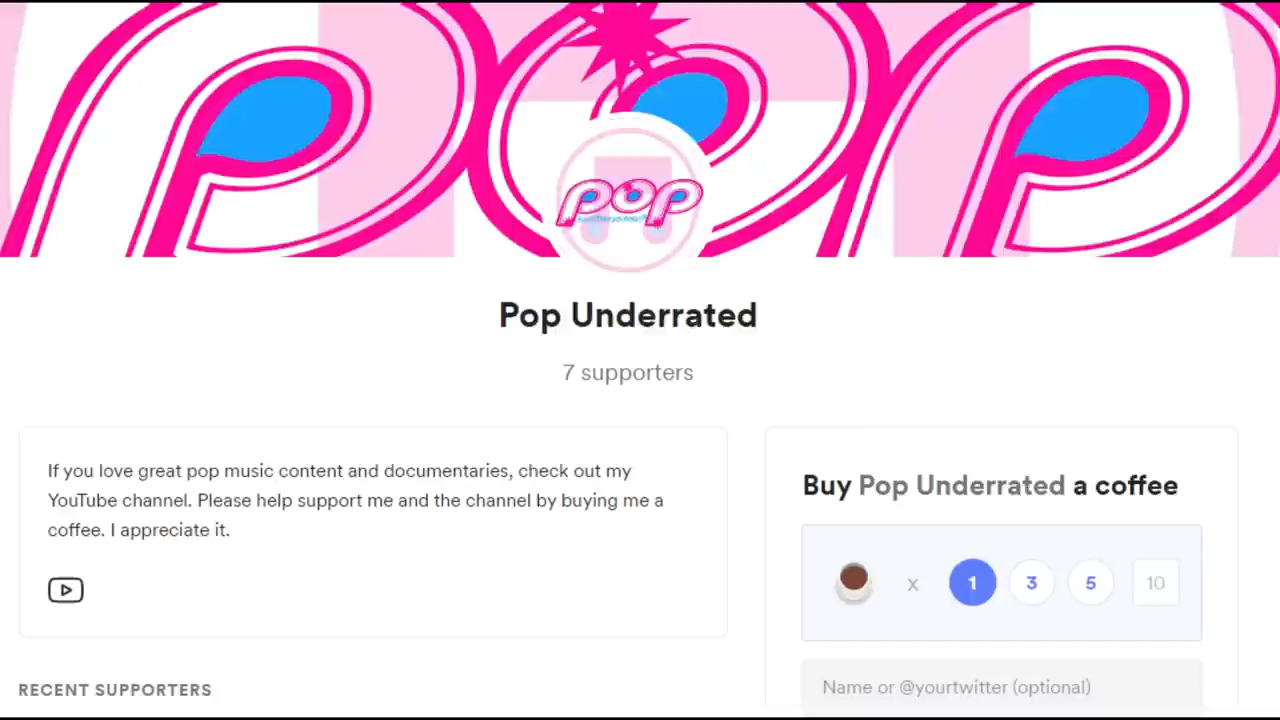 pop
pop
Pop Underrated
7 supporters
If you love great pop music content and documentaries, check out my
YouTube channel. Please help support me and the channel by buying me a
coffee. I appreciate it.
Buy Pop Underrated a coffee
x 1 3 5 10
Name or @yourtwitter (optional)
RECENT SUPPORTERS